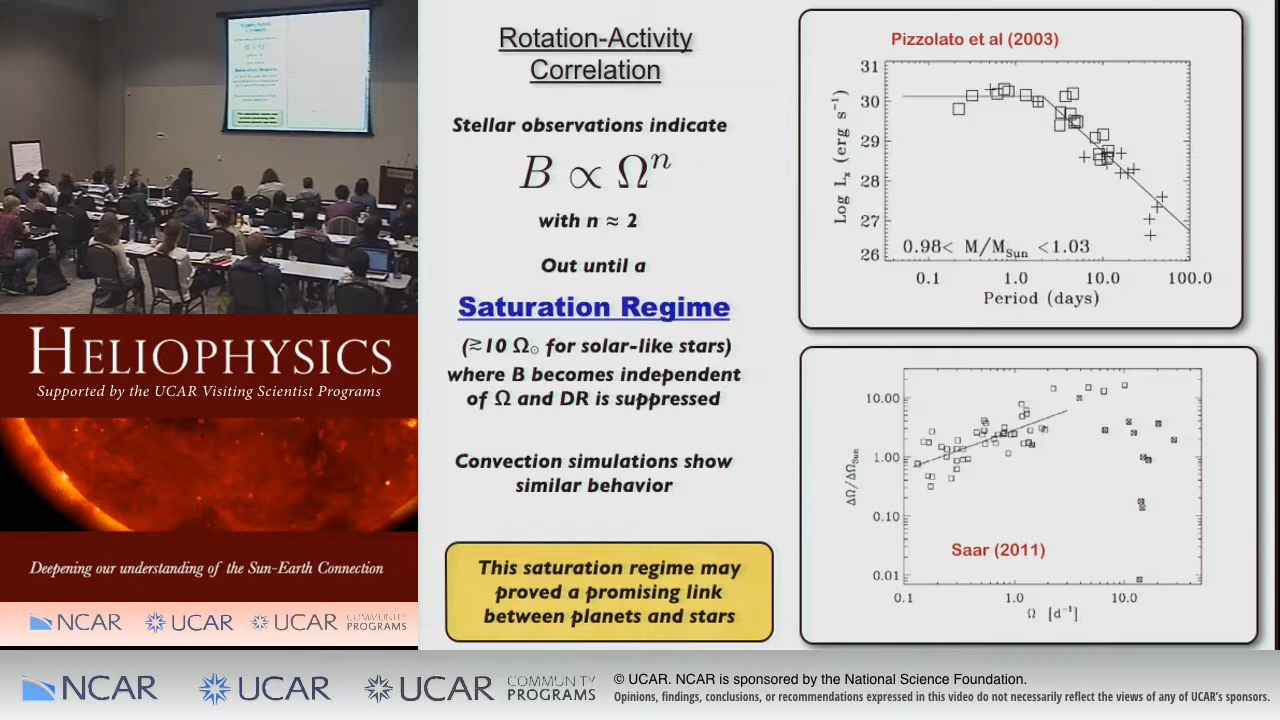 Rotation-Activity
Correlation
Stellar observations indicate
B ∝ Ωⁿ
with n ≈ 2
Out until a
Saturation Regime
(≳10 Ω☉ for solar-like stars)
where B becomes independent
of Ω and DR is suppressed
Convection simulations show
similar behavior
This saturation regime may
proved a promising link
between planets and stars
Pizzolato et al (2003)
31
30
29
28
27
26
Log Lₓ (erg s⁻¹)
0.98< M/M_Sun <1.03
0.1 1.0 10.0 100.0
Period (days)
10.00
1.00
0.10
0.01
ΔΩ/ΔΩ_Sun
Saar (2011)
0.1 1.0 10.0
Ω [d⁻¹]
HELIOPHYSICS
Supported by the UCAR Visiting Scientist Programs
Deepening our understanding of the Sun-Earth Connection
NCAR UCAR UCAR COMMUNITY PROGRAMS
NCAR UCAR UCAR COMMUNITY PROGRAMS
© UCAR. NCAR is sponsored by the National Science Foundation.
Opinions, findings, conclusions, or recommendations expressed in this video do not necessarily reflect the views of any of UCAR's sponsors.